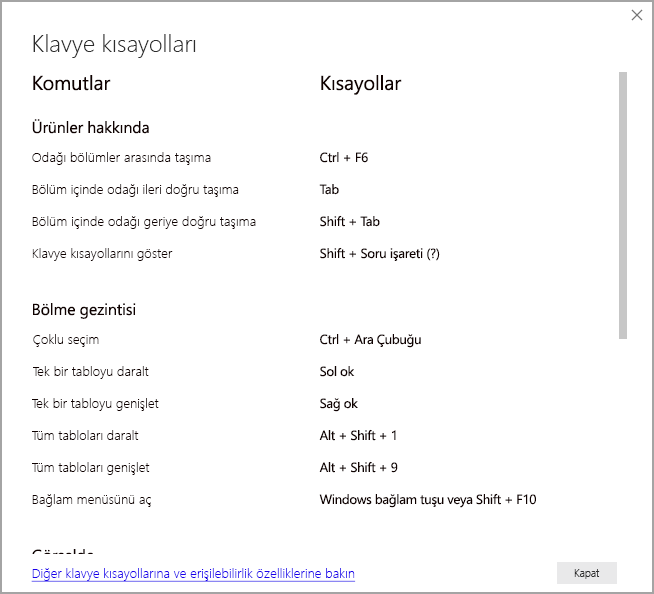 Klavye kısayolları
Komutlar Kısayollar
Ürünler hakkında
Odağı bölümler arasında taşıma Ctrl + F6
Bölüm içinde odağı ileri doğru taşıma Tab
Bölüm içinde odağı geriye doğru taşıma Shift + Tab
Klavye kısayollarını göster Shift + Soru işareti (?)
Bölme gezintisi
Çoklu seçim Ctrl + Ara Çubuğu
Tek bir tabloyu daralt Sol ok
Tek bir tabloyu genişlet Sağ ok
Tüm tabloları daralt Alt + Shift + 1
Tüm tabloları genişlet Alt + Shift + 9
Bağlam menüsünü aç Windows bağlam tuşu veya Shift + F10
Diğer klavye kısayollarına ve erişilebilirlik özelliklerine bakın Kapat